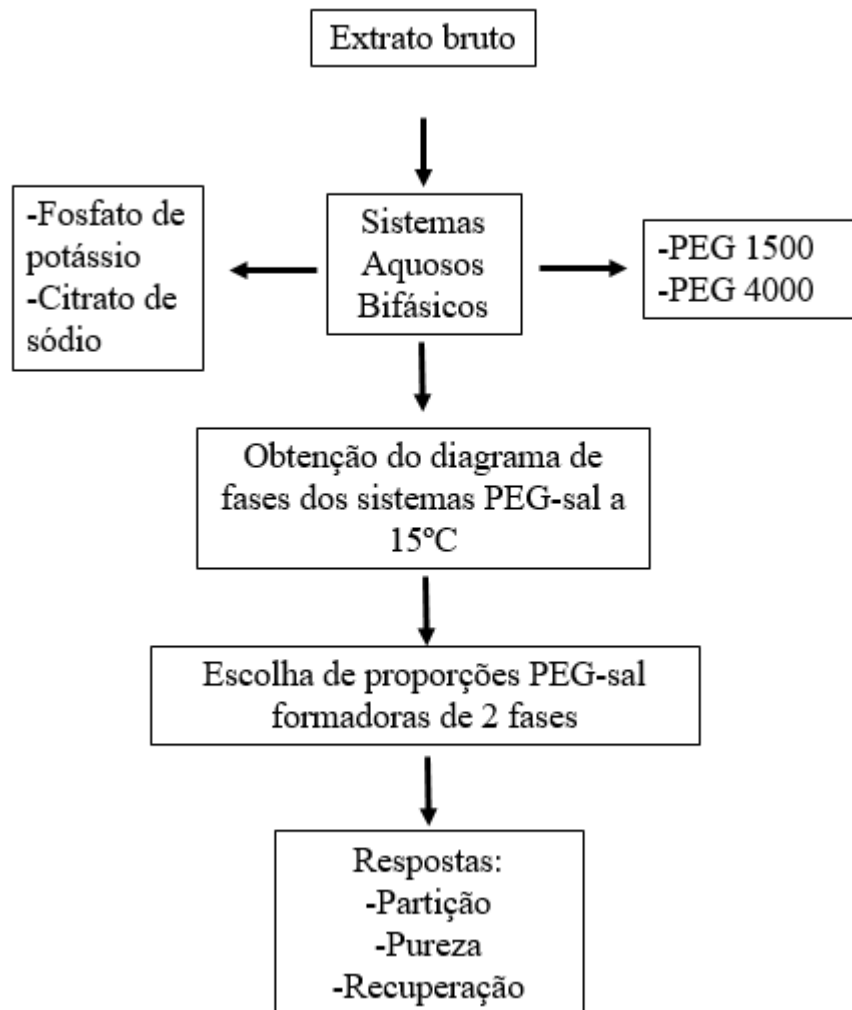 Extrato bruto
-Fosfato de
potássio
-Citrato de
sódio
Sistemas
Aquosos
Bifásicos
-PEG 1500
-PEG 4000
Obtenção do diagrama de
fases dos sistemas PEG-sal a
15ºC
Escolha de proporções PEG-sal
formadoras de 2 fases
Respostas:
-Partição
-Pureza
-Recuperação